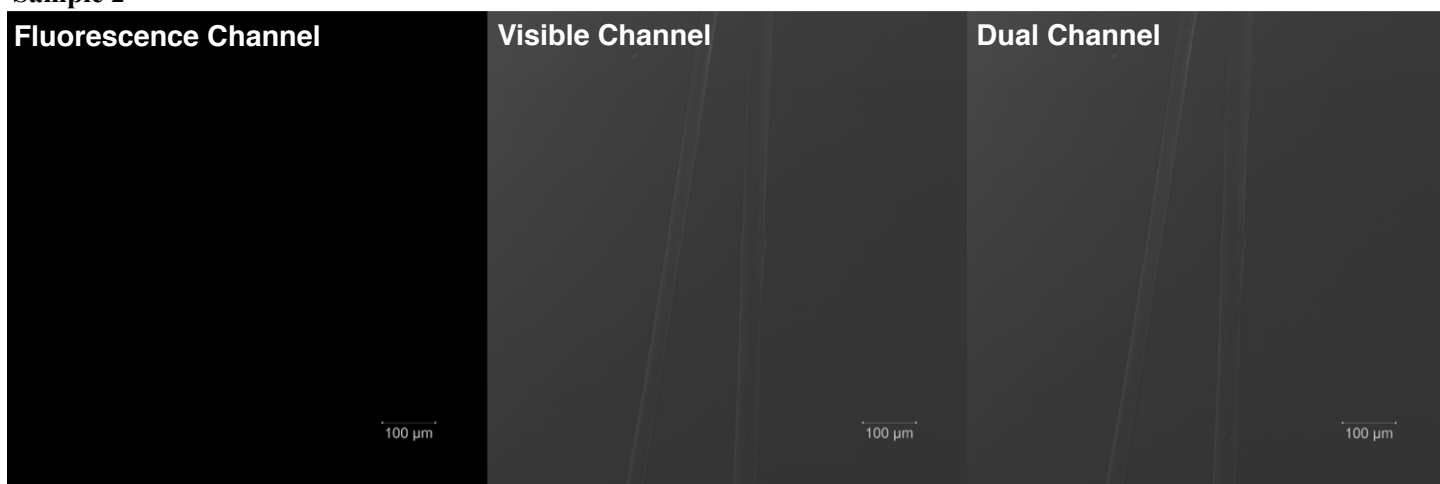 Sample 2
Fluorescence Channel
Visible Channel
Dual Channel
100 µm
100 µm
100 µm